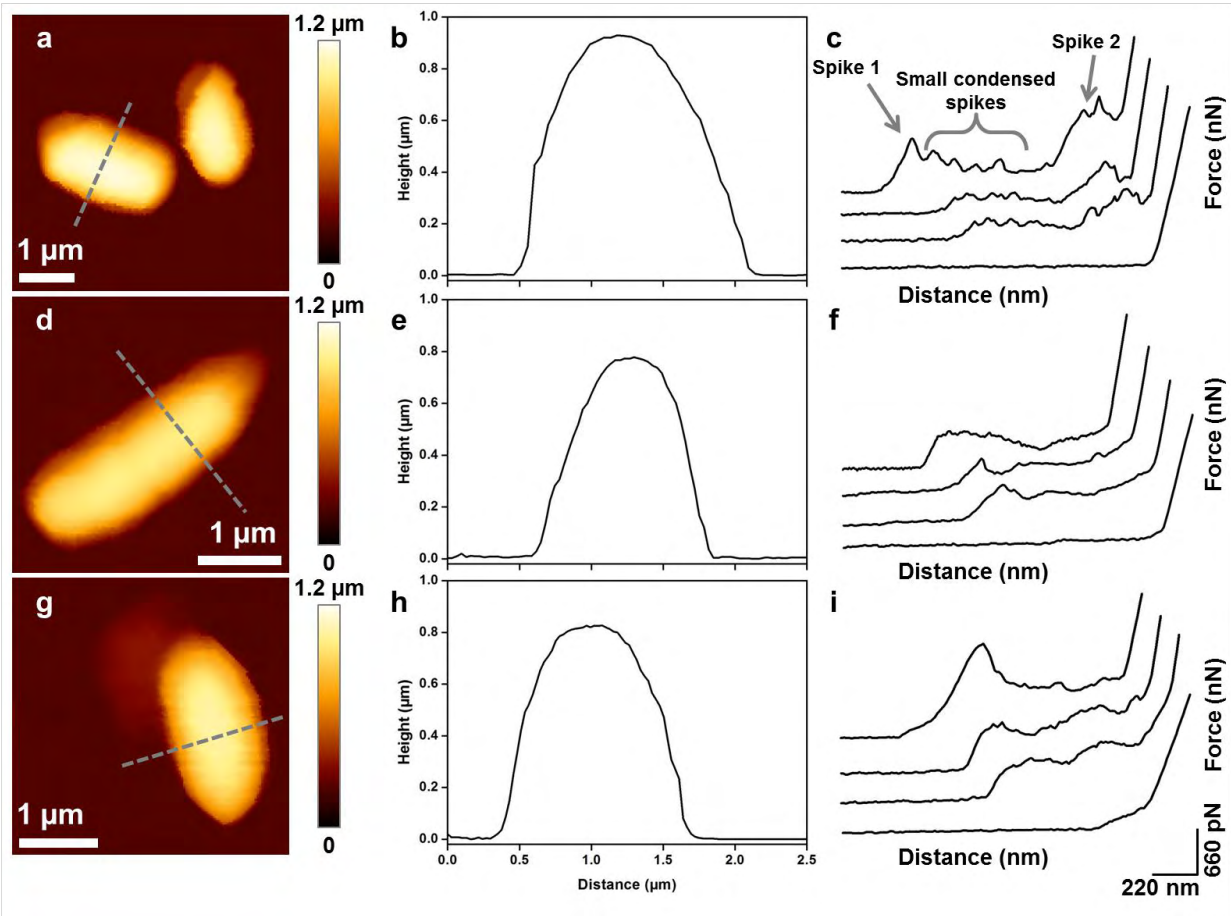 a
1 µm
1.2 µm
0
b
Height (µm)
1.0
0.8
0.6
0.4
0.2
0.0
c
Spike 1
Small condensed
spikes
Spike 2
Force (nN)
Distance (nm)
d
1 µm
1.2 µm
0
e
Height (µm)
1.0
0.8
0.6
0.4
0.2
0.0
f
Force (nN)
Distance (nm)
g
1 µm
1.2 µm
0
h
Height (µm)
1.0
0.8
0.6
0.4
0.2
0.0
0.0 0.5 1.0 1.5 2.0 2.5
Distance (µm)
i
Force (nN)
Distance (nm)
660 pN
220 nm